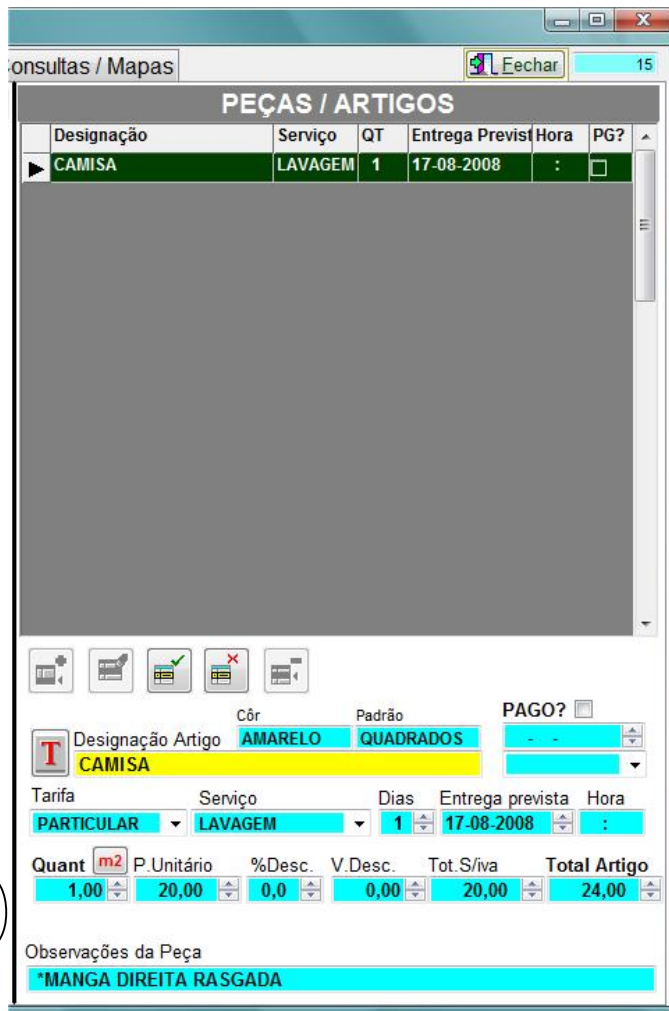 onsultas / Mapas Fechar 15
PEÇAS / ARTIGOS
Designação Serviço QT Entrega Previst Hora PG?
CAMISA LAVAGEM 1 17-08-2008 :
Côr Padrão PAGO?
T Designação Artigo AMARELO QUADRADOS - -
CAMISA
Tarifa Serviço Dias Entrega prevista Hora
PARTICULAR LAVAGEM 1 17-08-2008 :
Quant m2 P.Unitário %Desc. V.Desc. Tot.S/iva Total Artigo
1,00 20,00 0,0 0,00 20,00 24,00
Observações da Peça
*MANGA DIREITA RASGADA